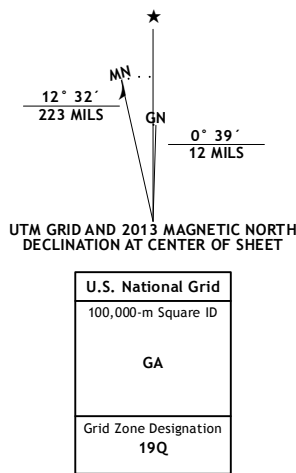 ★
MN
12° 32´
223 MILS
GN
0° 39´
12 MILS
UTM GRID AND 2013 MAGNETIC NORTH
DECLINATION AT CENTER OF SHEET
U.S. National Grid
100,000-m Square ID
GA
Grid Zone Designation
19Q